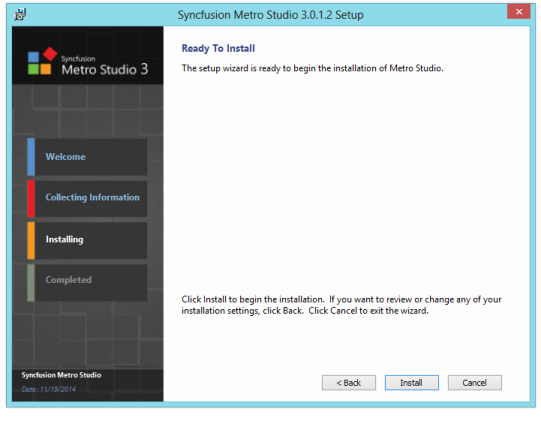 Syncfusion Metro Studio 3.0.1.2 Setup
Syncfusion
Metro Studio 3
Welcome
Collecting Information
Installing
Completed
Syncfusion Metro Studio
Date: 11/19/2014
Ready To Install
The setup wizard is ready to begin the installation of Metro Studio.
Click Install to begin the installation. If you want to review or change any of your
installation settings, click Back. Click Cancel to exit the wizard.
< Back
Install
Cancel